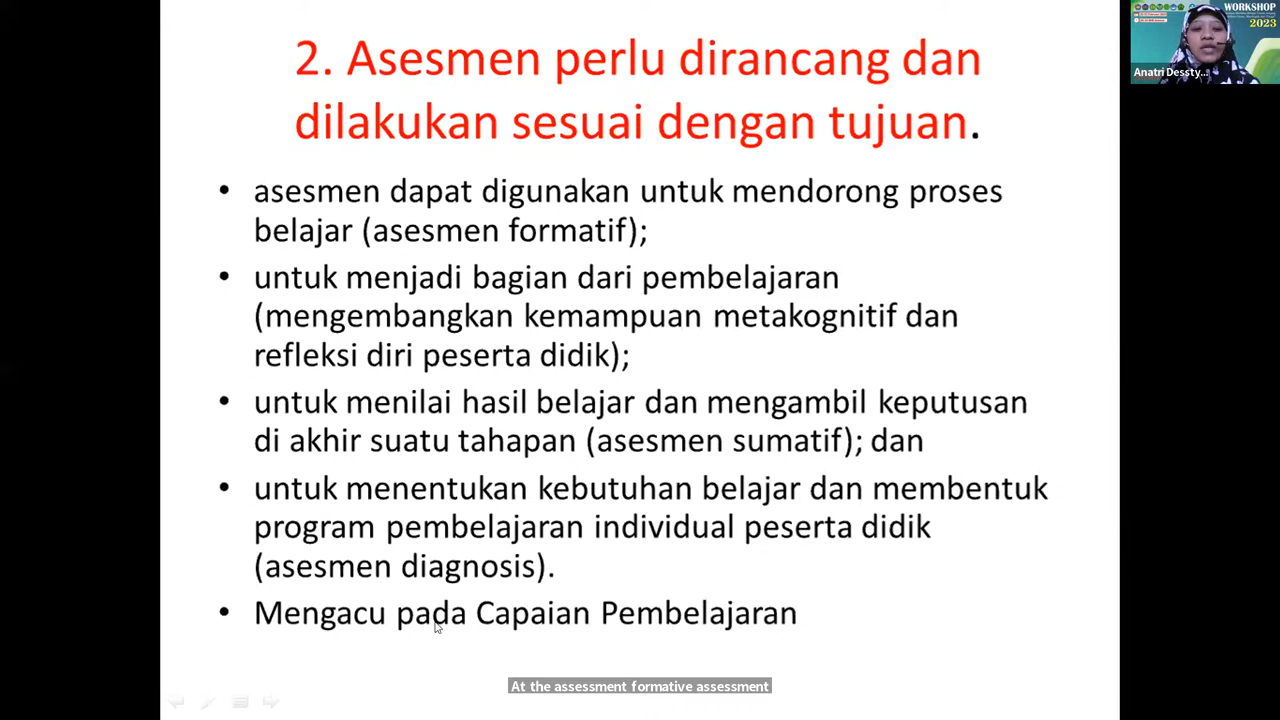 2. Asesmen perlu dirancang dan
dilakukan sesuai dengan tujuan.
• asesmen dapat digunakan untuk mendorong proses
belajar (asesmen formatif);
• untuk menjadi bagian dari pembelajaran
(mengembangkan kemampuan metakognitif dan
refleksi diri peserta didik);
• untuk menilai hasil belajar dan mengambil keputusan
di akhir suatu tahapan (asesmen sumatif); dan
• untuk menentukan kebutuhan belajar dan membentuk
program pembelajaran individual peserta didik
(asesmen diagnosis).
• Mengacu pada Capaian Pembelajaran
At the assessment formative assessment
WORKSHOP
2023
Anatri Dessty...